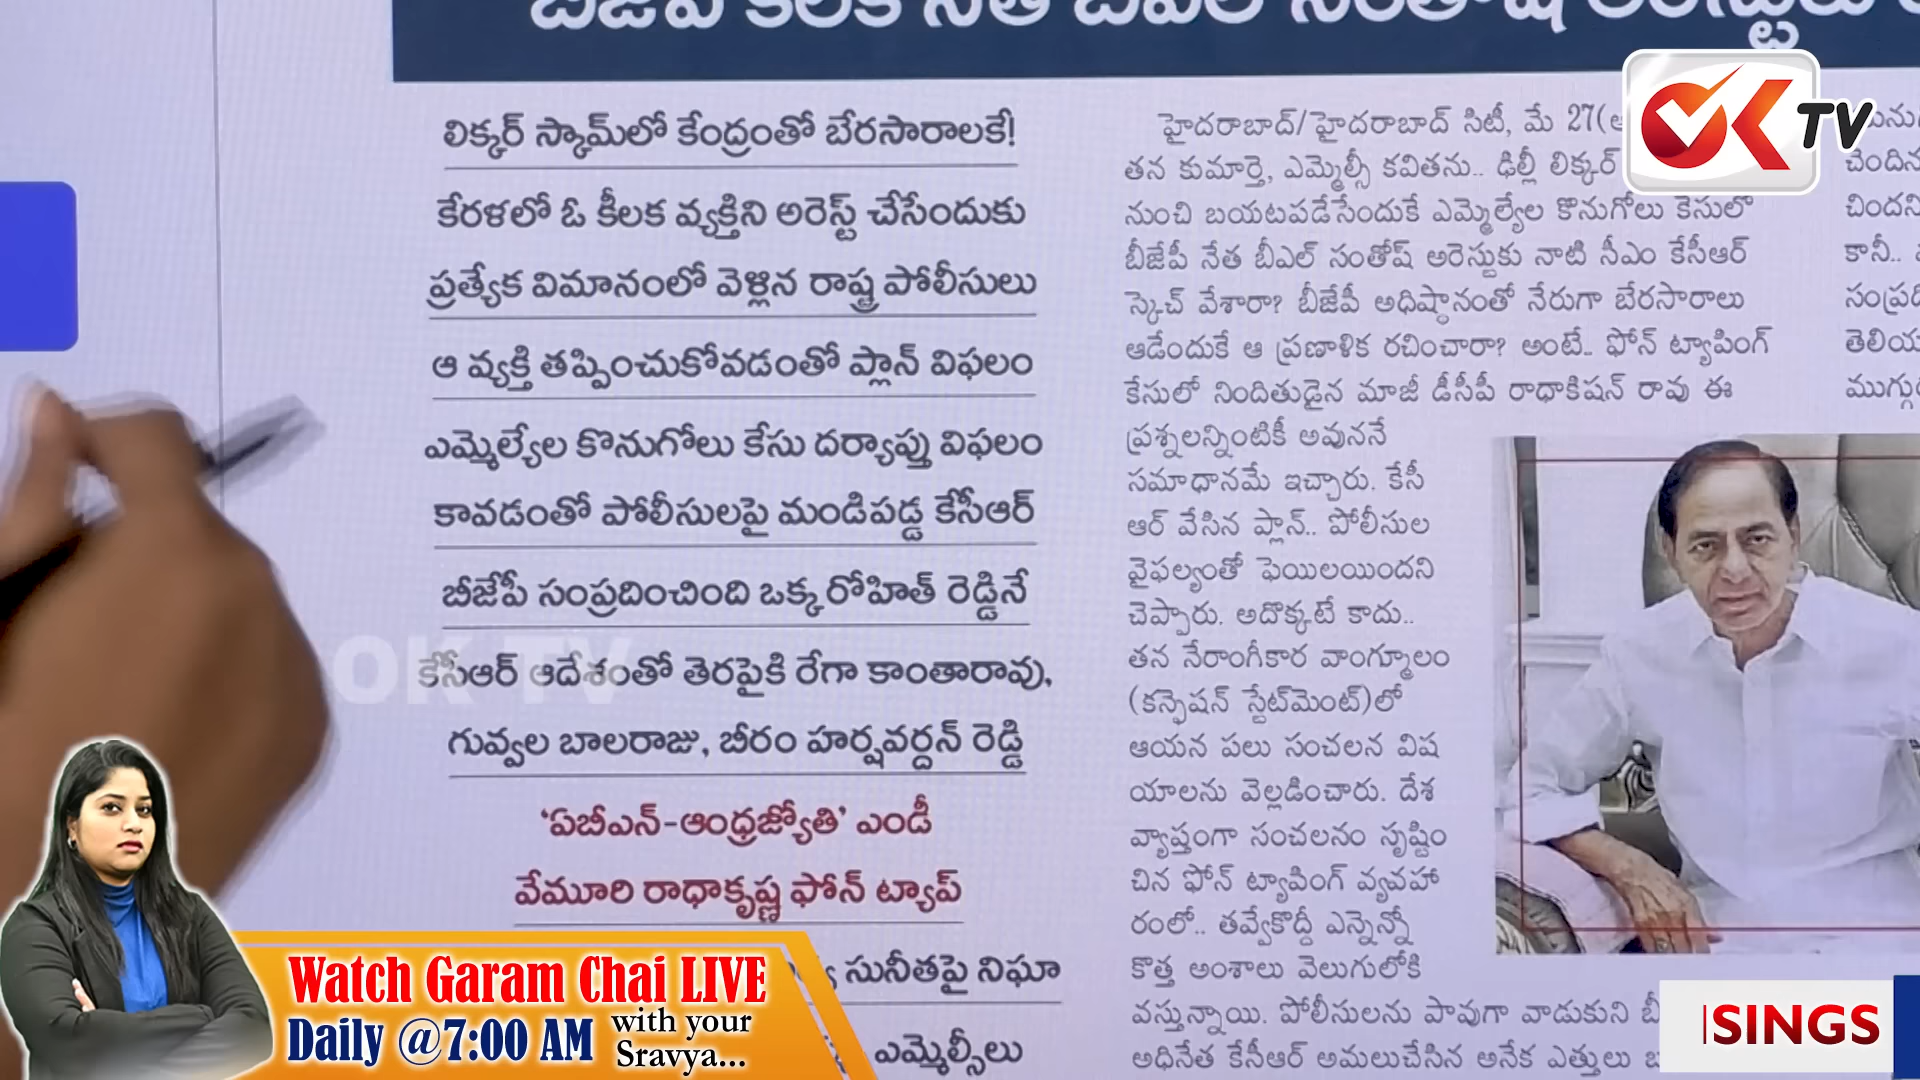 లిక్కర్ స్కామ్‌లో కేంద్రంతో బేరసారాలకే!
కేరళలో ఓ కీలక వ్యక్తిని అరెస్ట్ చేసేందుకు
ప్రత్యేక విమానంలో వెళ్లిన రాష్ట్ర పోలీసులు
ఆ వ్యక్తి తప్పించుకోవడంతో ప్లాన్ విఫలం
ఎమ్మెల్యేల కొనుగోలు కేసు దర్యాప్తు విఫలం
కావడంతో పోలీసులపై మండిపడ్డ కేసీఆర్
బీజేపీ సంప్రదించింది ఒక్క రోహిత్ రెడ్డినే
కేసీఆర్ ఆదేశంతో తెరపైకి రేగా కాంతారావు,
గువ్వల బాలరాజు, బీరం హర్షవర్దన్ రెడ్డి
'ఏబీఎన్-ఆంధ్రజ్యోతి' ఎండీ
వేమూరి రాధాకృష్ణ ఫోన్ ట్యాప్
సునీతపై నిఘా
ఎమ్మెల్సీలు
హైదరాబాద్/హైదరాబాద్ సిటీ, మే 27
తన కుమార్తె, ఎమ్మెల్సీ కవితను.. ఢిల్లీ లిక్కర్
నుంచి బయటపడేసేందుకే ఎమ్మెల్యేల కొనుగోలు కేసులో
బీజేపీ నేత బీఎల్ సంతోష్ అరెస్టుకు నాటి సీఎం కేసీఆర్
స్కెచ్ వేశారా? బీజేపీ అధిష్ఠానంతో నేరుగా బేరసారాలు
ఆడేందుకే ఆ ప్రణాళిక రచించారా? అంటే.. ఫోన్ ట్యాపింగ్
కేసులో నిందితుడైన మాజీ డీసీపీ రాధాకిషన్ రావు ఈ
ప్రశ్నలన్నింటికీ అవుననే
సమాధానమే ఇచ్చారు. కేసీ
ఆర్ వేసిన ప్లాన్.. పోలీసుల
వైఫల్యంతో ఫెయిలయిందని
చెప్పారు. అదొక్కటే కాదు..
తన నేరాంగీకార వాంగ్మూలం
(కన్ఫెషన్ స్టేట్‌మెంట్)లో
ఆయన పలు సంచలన విష
యాలను వెల్లడించారు. దేశ
వ్యాప్తంగా సంచలనం సృష్టిం
చిన ఫోన్ ట్యాపింగ్ వ్యవహా
రంలో.. తవ్వేకొద్దీ ఎన్నెన్నో
కొత్త అంశాలు వెలుగులోకి
వస్తున్నాయి. పోలీసులను పావుగా వాడుకుని
అధినేత కేసీఆర్ అమలుచేసిన అనేక ఎత్తులు
కానీ..
OK TV
OK TV
Watch Garam Chai LIVE
Daily @7:00 AM with your
Sravya...
SINGS